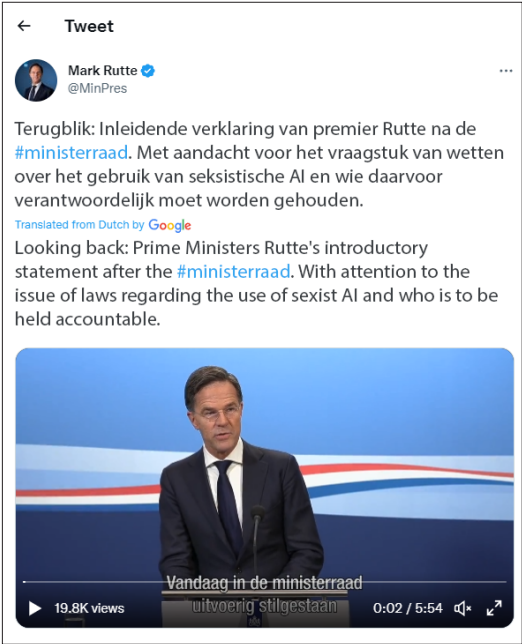 Tweet
Mark Rutte
@MinPres
Terugblik: Inleidende verklaring van premier Rutte na de
#ministerraad. Met aandacht voor het vraagstuk van wetten
over het gebruik van seksistische AI en wie daarvoor
verantwoordelijk moet worden gehouden.
Translated from Dutch by Google
Looking back: Prime Ministers Rutte's introductory
statement after the #ministerraad. With attention to the
issue of laws regarding the use of sexist AI and who is to be
held accountable.
Vandaag in de ministerraad
uitvoerig stilgestaan
19.8K views
0:02 / 5:54